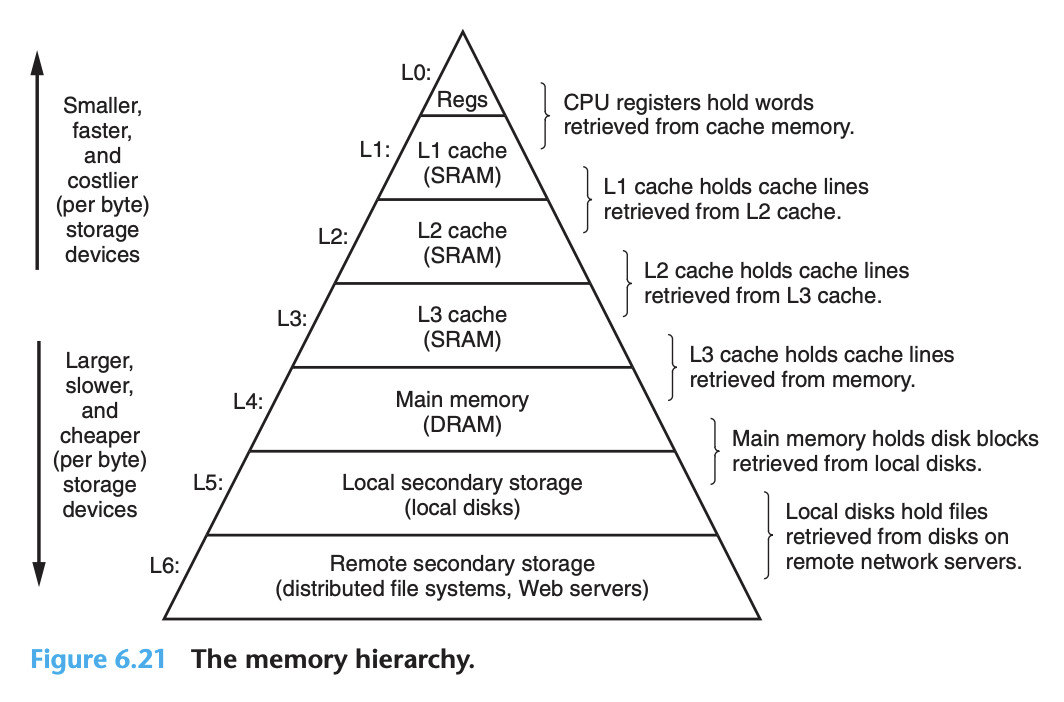 Smaller,
faster,
and
costlier
(per byte)
storage
devices
Larger,
slower,
and
cheaper
(per byte)
storage
devices
L0:
Regs
CPU registers hold words
retrieved from cache memory.
L1:
L1 cache
(SRAM)
L1 cache holds cache lines
retrieved from L2 cache.
L2:
L2 cache
(SRAM)
L2 cache holds cache lines
retrieved from L3 cache.
L3:
L3 cache
(SRAM)
L3 cache holds cache lines
retrieved from memory.
L4:
Main memory
(DRAM)
Main memory holds disk blocks
retrieved from local disks.
L5:
Local secondary storage
(local disks)
Local disks hold files
retrieved from disks on
remote network servers.
L6:
Remote secondary storage
(distributed file systems, Web servers)
Figure 6.21 The memory hierarchy.